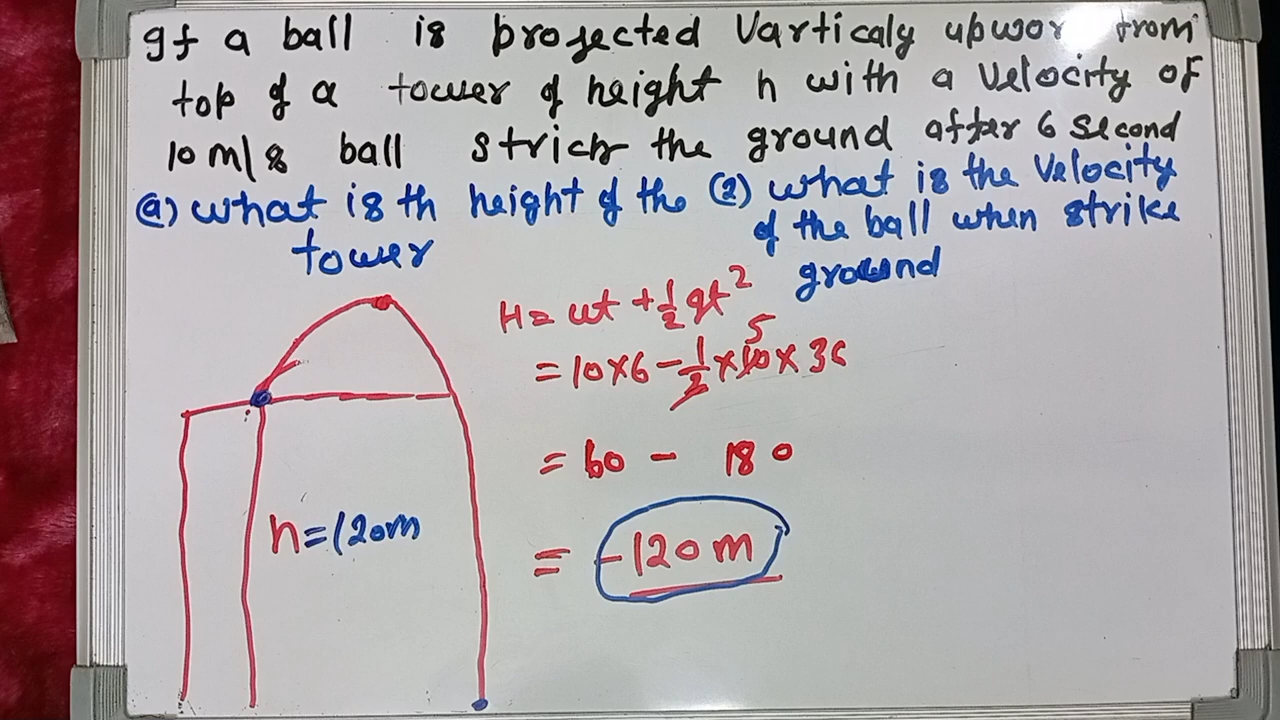 gf a ball is projected Varticaly upwor from
top of a tower of height h with a velocity of
10 m/s ball strick the ground after 6 second
(a) what is th height of the tower
(2) what is the velocity of the ball when strike ground
H = ut + 1/2 gt²
5
= 10×6 - 1/2 × 10 × 36
= 60 - 180
= -120 m
h = 120m